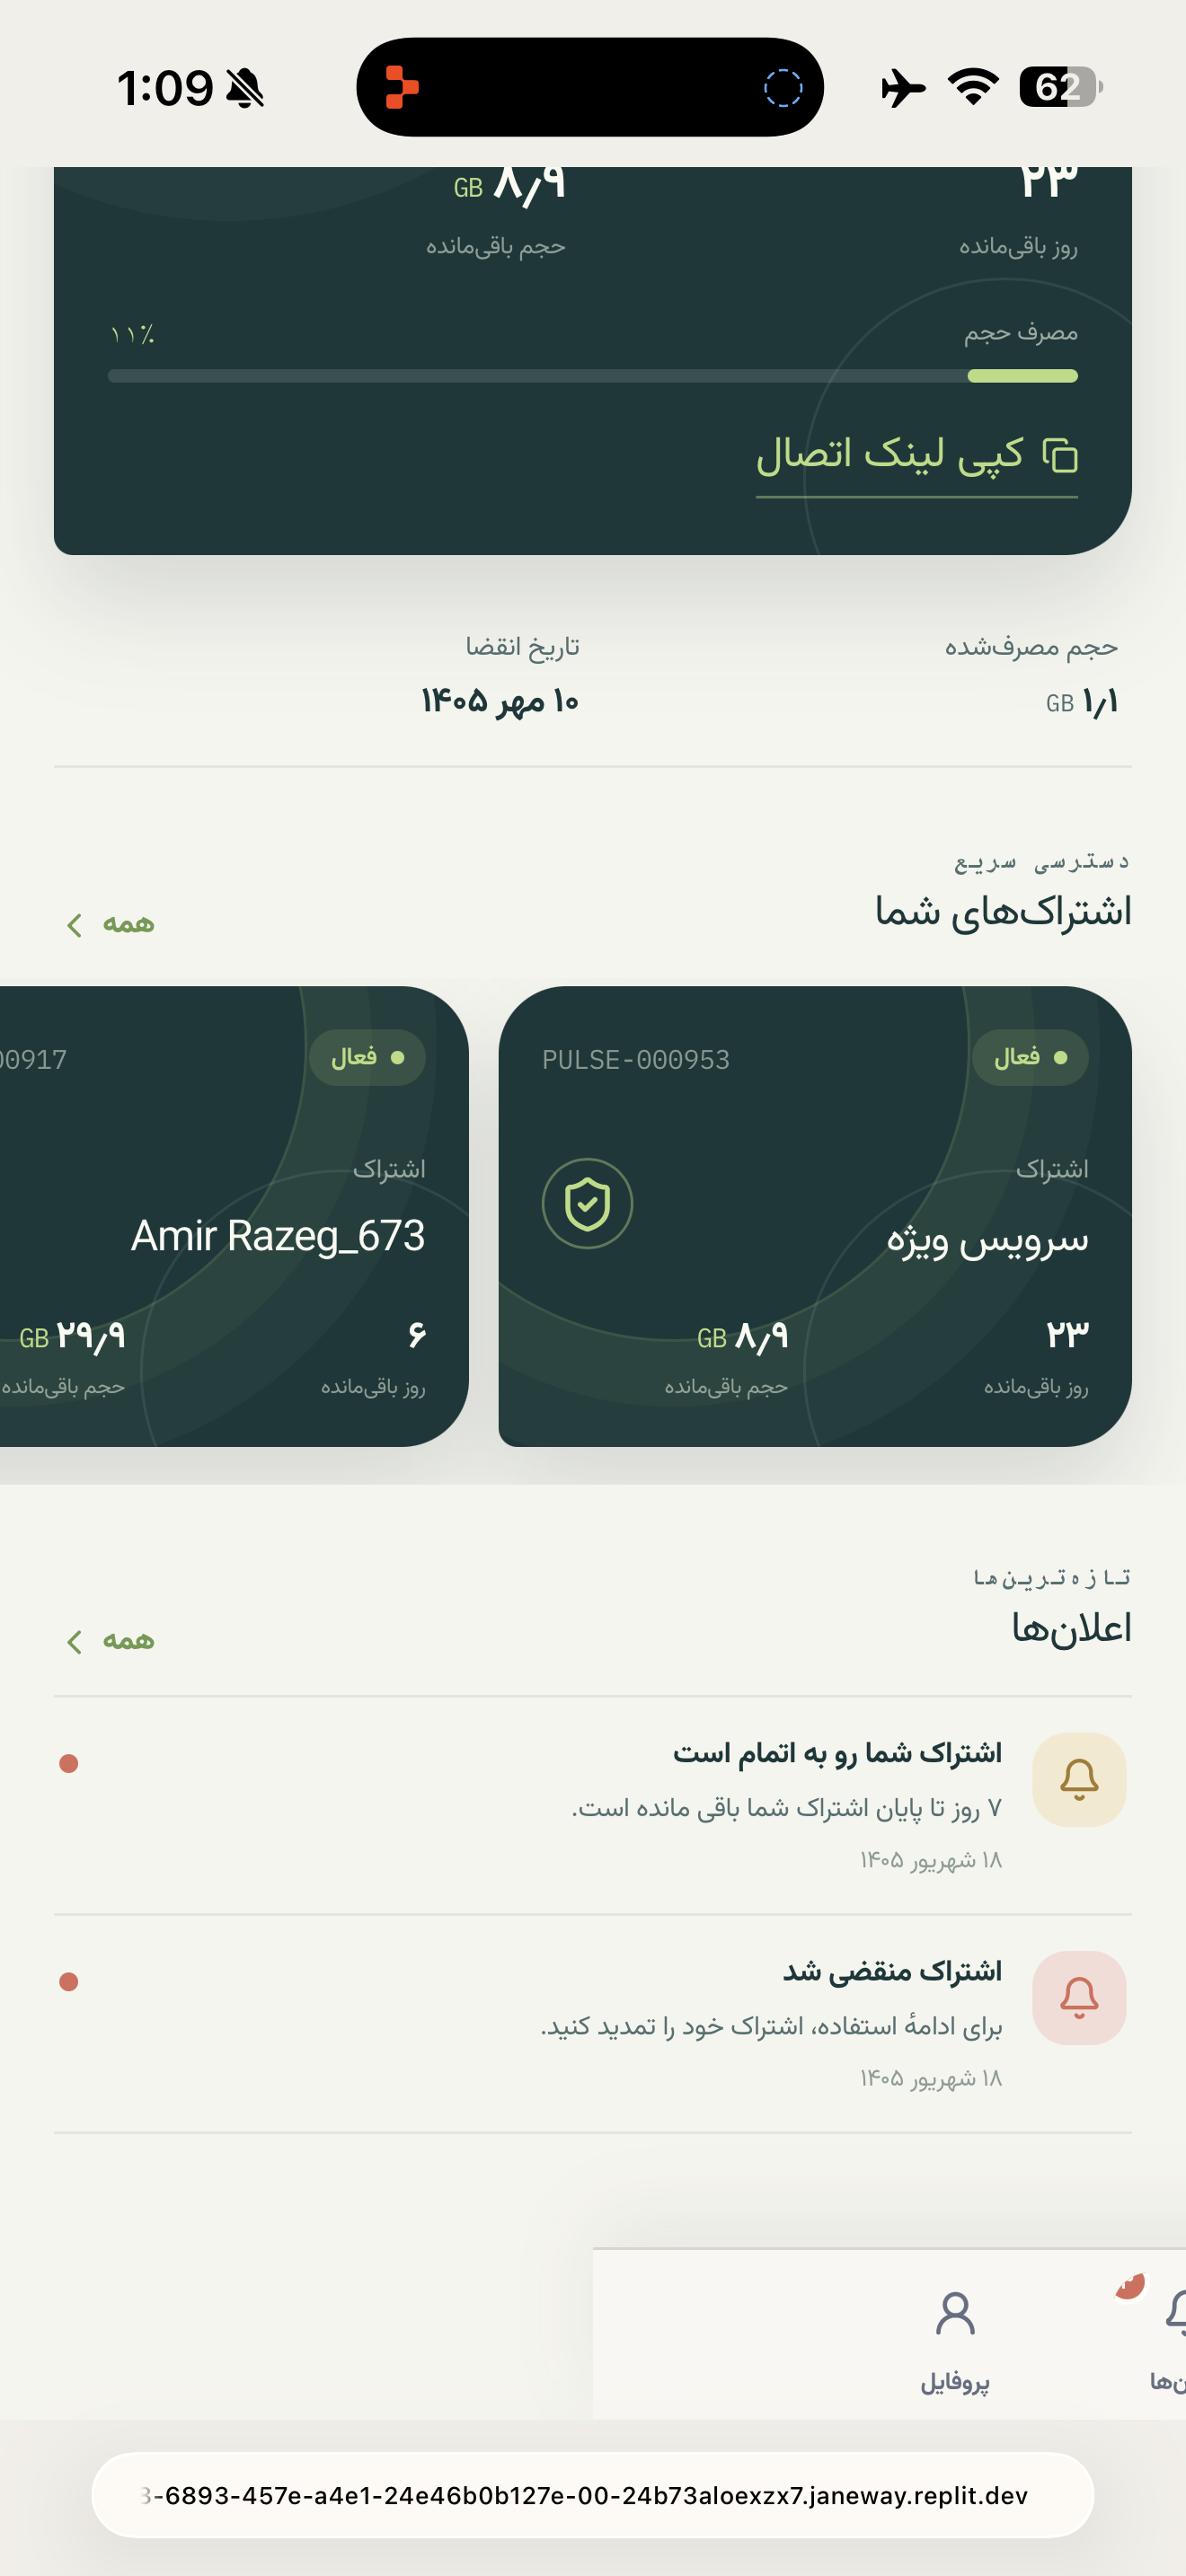 1:09
62
۲۳
۸٫۹ GB
روز باقی‌مانده
حجم باقی‌مانده
مصرف حجم
۱۱٪
کپی لینک اتصال
حجم مصرف‌شده
تاریخ انقضا
۱٫۱ GB
۱۰ مهر ۱۴۰۵
دسترسی سریع
اشتراک‌های شما
همه
فعال
PULSE-000953
اشتراک
سرویس ویژه
۲۳
۸٫۹ GB
روز باقی‌مانده
حجم باقی‌مانده
فعال
00917
اشتراک
Amir Razeg_673
۶
۲۹٫۹ GB
روز باقی‌مانده
حجم باقی‌مانده
تازه‌ترین‌ها
اعلان‌ها
همه
اشتراک شما رو به اتمام است
۷ روز تا پایان اشتراک شما باقی مانده است.
۱۸ شهریور ۱۴۰۵
اشتراک منقضی شد
برای ادامهٔ استفاده، اشتراک خود را تمدید کنید.
۱۸ شهریور ۱۴۰۵
پروفایل
3-6893-457e-a4e1-24e46b0b127e-00-24b73aloexzx7.janeway.replit.dev